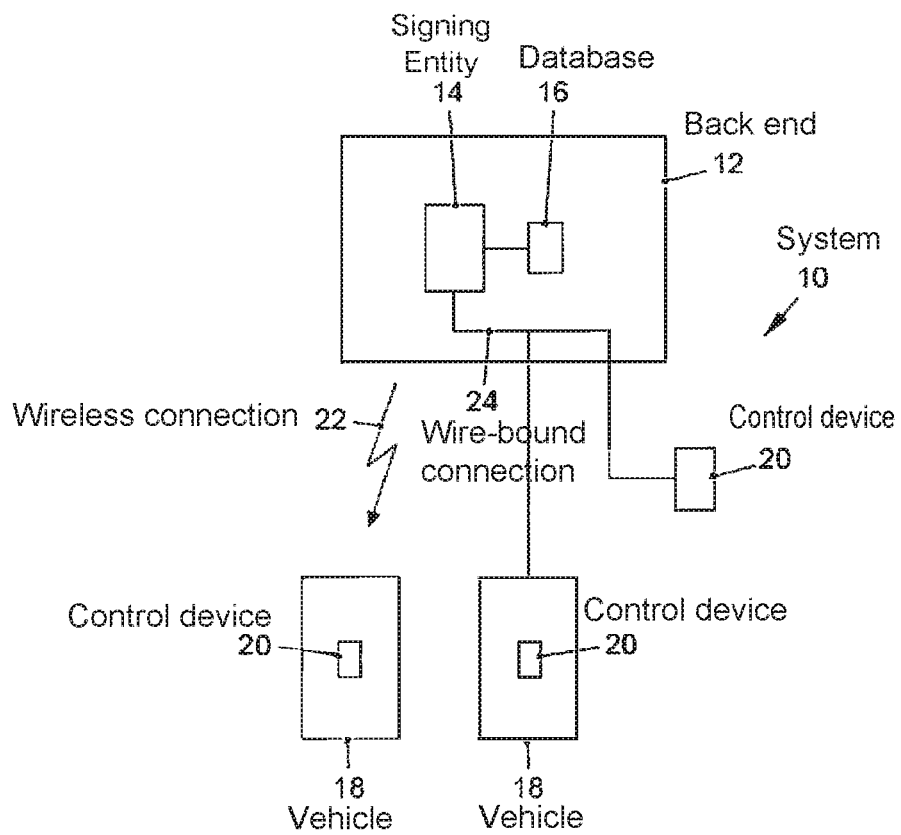 Signing
Entity
14
Database
16
Back end
12
System
10
Wireless connection 22
24
Wire-bound
connection
Control device
20
Control device
20
Control device
20
18
Vehicle
18
Vehicle